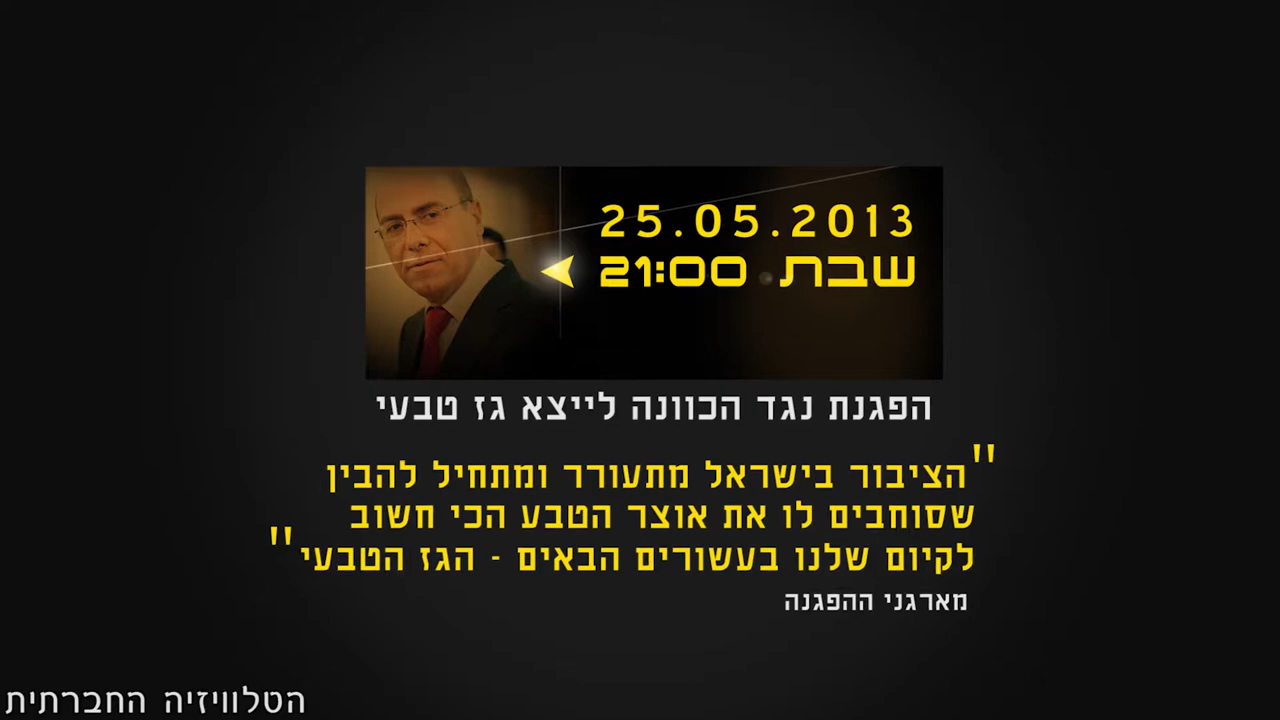 25.05.2013
שבת 21:00
הפגנת נגד הכוונה לייצא גז טבעי
"הציבור בישראל מתעורר ומתחיל להבין
שסוחבים לו את אוצר הטבע הכי חשוב
לקיום שלנו בעשורים הבאים - הגז הטבעי"
מארגני ההפגנה
הטלוויזיה החברתית